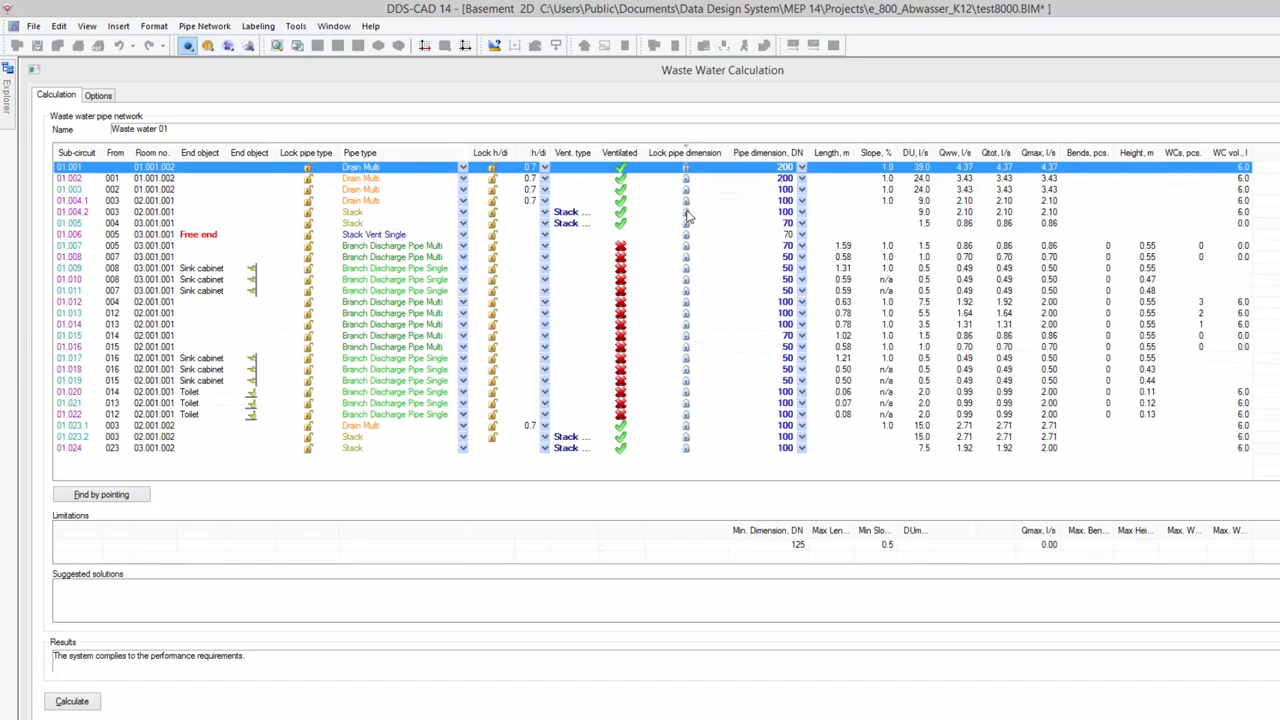 DDS-CAD 14 - [Basement 2D C:\Users\Public\Documents\Data Design System\MEP 14\Projects\e_800_Abwasser_K12\test8000.BIM* ]
File Edit View Insert Format Pipe Network Labeling Tools Window Help
Explorer
Waste Water Calculation
Calculation Options
Waste water pipe network
Name Waste water 01
Sub-circuit From Room no. End object End object Lock pipe type Pipe type Lock h/di h/di Vent. type Ventilated Lock pipe dimension Pipe dimension, DN Length, m Slope, % DU, l/s Qww, l/s Qtot, l/s Qmax, l/s Bends, pcs. Height, m WCs, pcs. WC vol., l
01.001 01.001.002 Drain Multi 0.7 200 1.0 39.0 4.37 4.37 4.37 6.0
01.002 001 01.001.002 Drain Multi 0.7 200 1.0 24.0 3.43 3.43 3.43 6.0
01.003 002 01.001.002 Drain Multi 0.7 100 1.0 24.0 3.43 3.43 3.43 6.0
01.004.1 003 02.001.002 Drain Multi 0.7 100 1.0 9.0 2.10 2.10 2.10 6.0
01.004.2 003 02.001.002 Stack Stack ... 100 9.0 2.10 2.10 2.10 6.0
01.005 004 03.001.002 Stack Stack ... 70 1.5 0.86 0.86 0.86 0.0
01.006 005 03.001.002 Free end Stack Vent Single 70
01.007 005 03.001.002 Branch Discharge Pipe Multi 70 1.59 1.0 1.5 0.86 0.86 0.86 0 0.55 0 0.0
01.008 007 03.001.001 Branch Discharge Pipe Multi 50 0.58 1.0 1.0 0.70 0.70 0.70 0 0.55 0 0.0
01.009 008 03.001.001 Sink cabinet Branch Discharge Pipe Single 50 1.31 1.0 0.5 0.49 0.49 0.50 0 0.55
01.010 008 03.001.001 Sink cabinet Branch Discharge Pipe Single 50 0.59 n/a 0.5 0.49 0.49 0.50 0 0.47
01.011 007 03.001.001 Sink cabinet Branch Discharge Pipe Single 50 0.59 n/a 0.5 0.49 0.49 0.50 0 0.48
01.012 004 02.001.001 Branch Discharge Pipe Multi 100 0.63 1.0 7.5 1.92 1.92 2.00 0 0.55 3 6.0
01.013 012 02.001.001 Branch Discharge Pipe Multi 100 0.78 1.0 5.5 1.64 1.64 2.00 0 0.55 2 6.0
01.014 013 02.001.001 Branch Discharge Pipe Multi 100 0.78 1.0 3.5 1.31 1.31 2.00 0 0.55 1 6.0
01.015 014 02.001.001 Branch Discharge Pipe Multi 70 1.02 1.0 1.5 0.86 0.86 0.86 0 0.55 0 0.0
01.016 015 02.001.001 Branch Discharge Pipe Multi 50 0.58 1.0 1.0 0.70 0.70 0.70 0 0.55 0 0.0
01.017 016 02.001.001 Sink cabinet Branch Discharge Pipe Single 50 1.21 1.0 0.5 0.49 0.49 0.50 0 0.55
01.018 016 02.001.001 Sink cabinet Branch Discharge Pipe Single 50 0.50 n/a 0.5 0.49 0.49 0.50 0 0.43
01.019 015 02.001.001 Sink cabinet Branch Discharge Pipe Single 50 0.50 n/a 0.5 0.49 0.49 0.50 0 0.44
01.020 014 02.001.001 Toilet Branch Discharge Pipe Single 100 0.06 n/a 2.0 0.99 0.99 2.00 0 0.11 6.0
01.021 013 02.001.001 Toilet Branch Discharge Pipe Single 100 0.07 n/a 2.0 0.99 0.99 2.00 0 0.12 6.0
01.022 012 02.001.001 Toilet Branch Discharge Pipe Single 100 0.08 n/a 2.0 0.99 0.99 2.00 0 0.13 6.0
01.023.1 003 02.001.002 Drain Multi 0.7 100 1.0 15.0 2.71 2.71 2.71 6.0
01.023.2 003 02.001.002 Stack Stack ... 100 15.0 2.71 2.71 2.71 6.0
01.024 023 03.001.002 Stack Stack ... 100 7.5 1.92 1.92 2.00 6.0
Find by pointing
Limitations
Min. Dimension, DN Max Len... Min Slo... DUm... Qmax, l/s Max. Ben... Max Hei... Max. W... Max. W...
125 0.5 0.00
Suggested solutions
Results
The system complies to the performance requirements.
Calculate